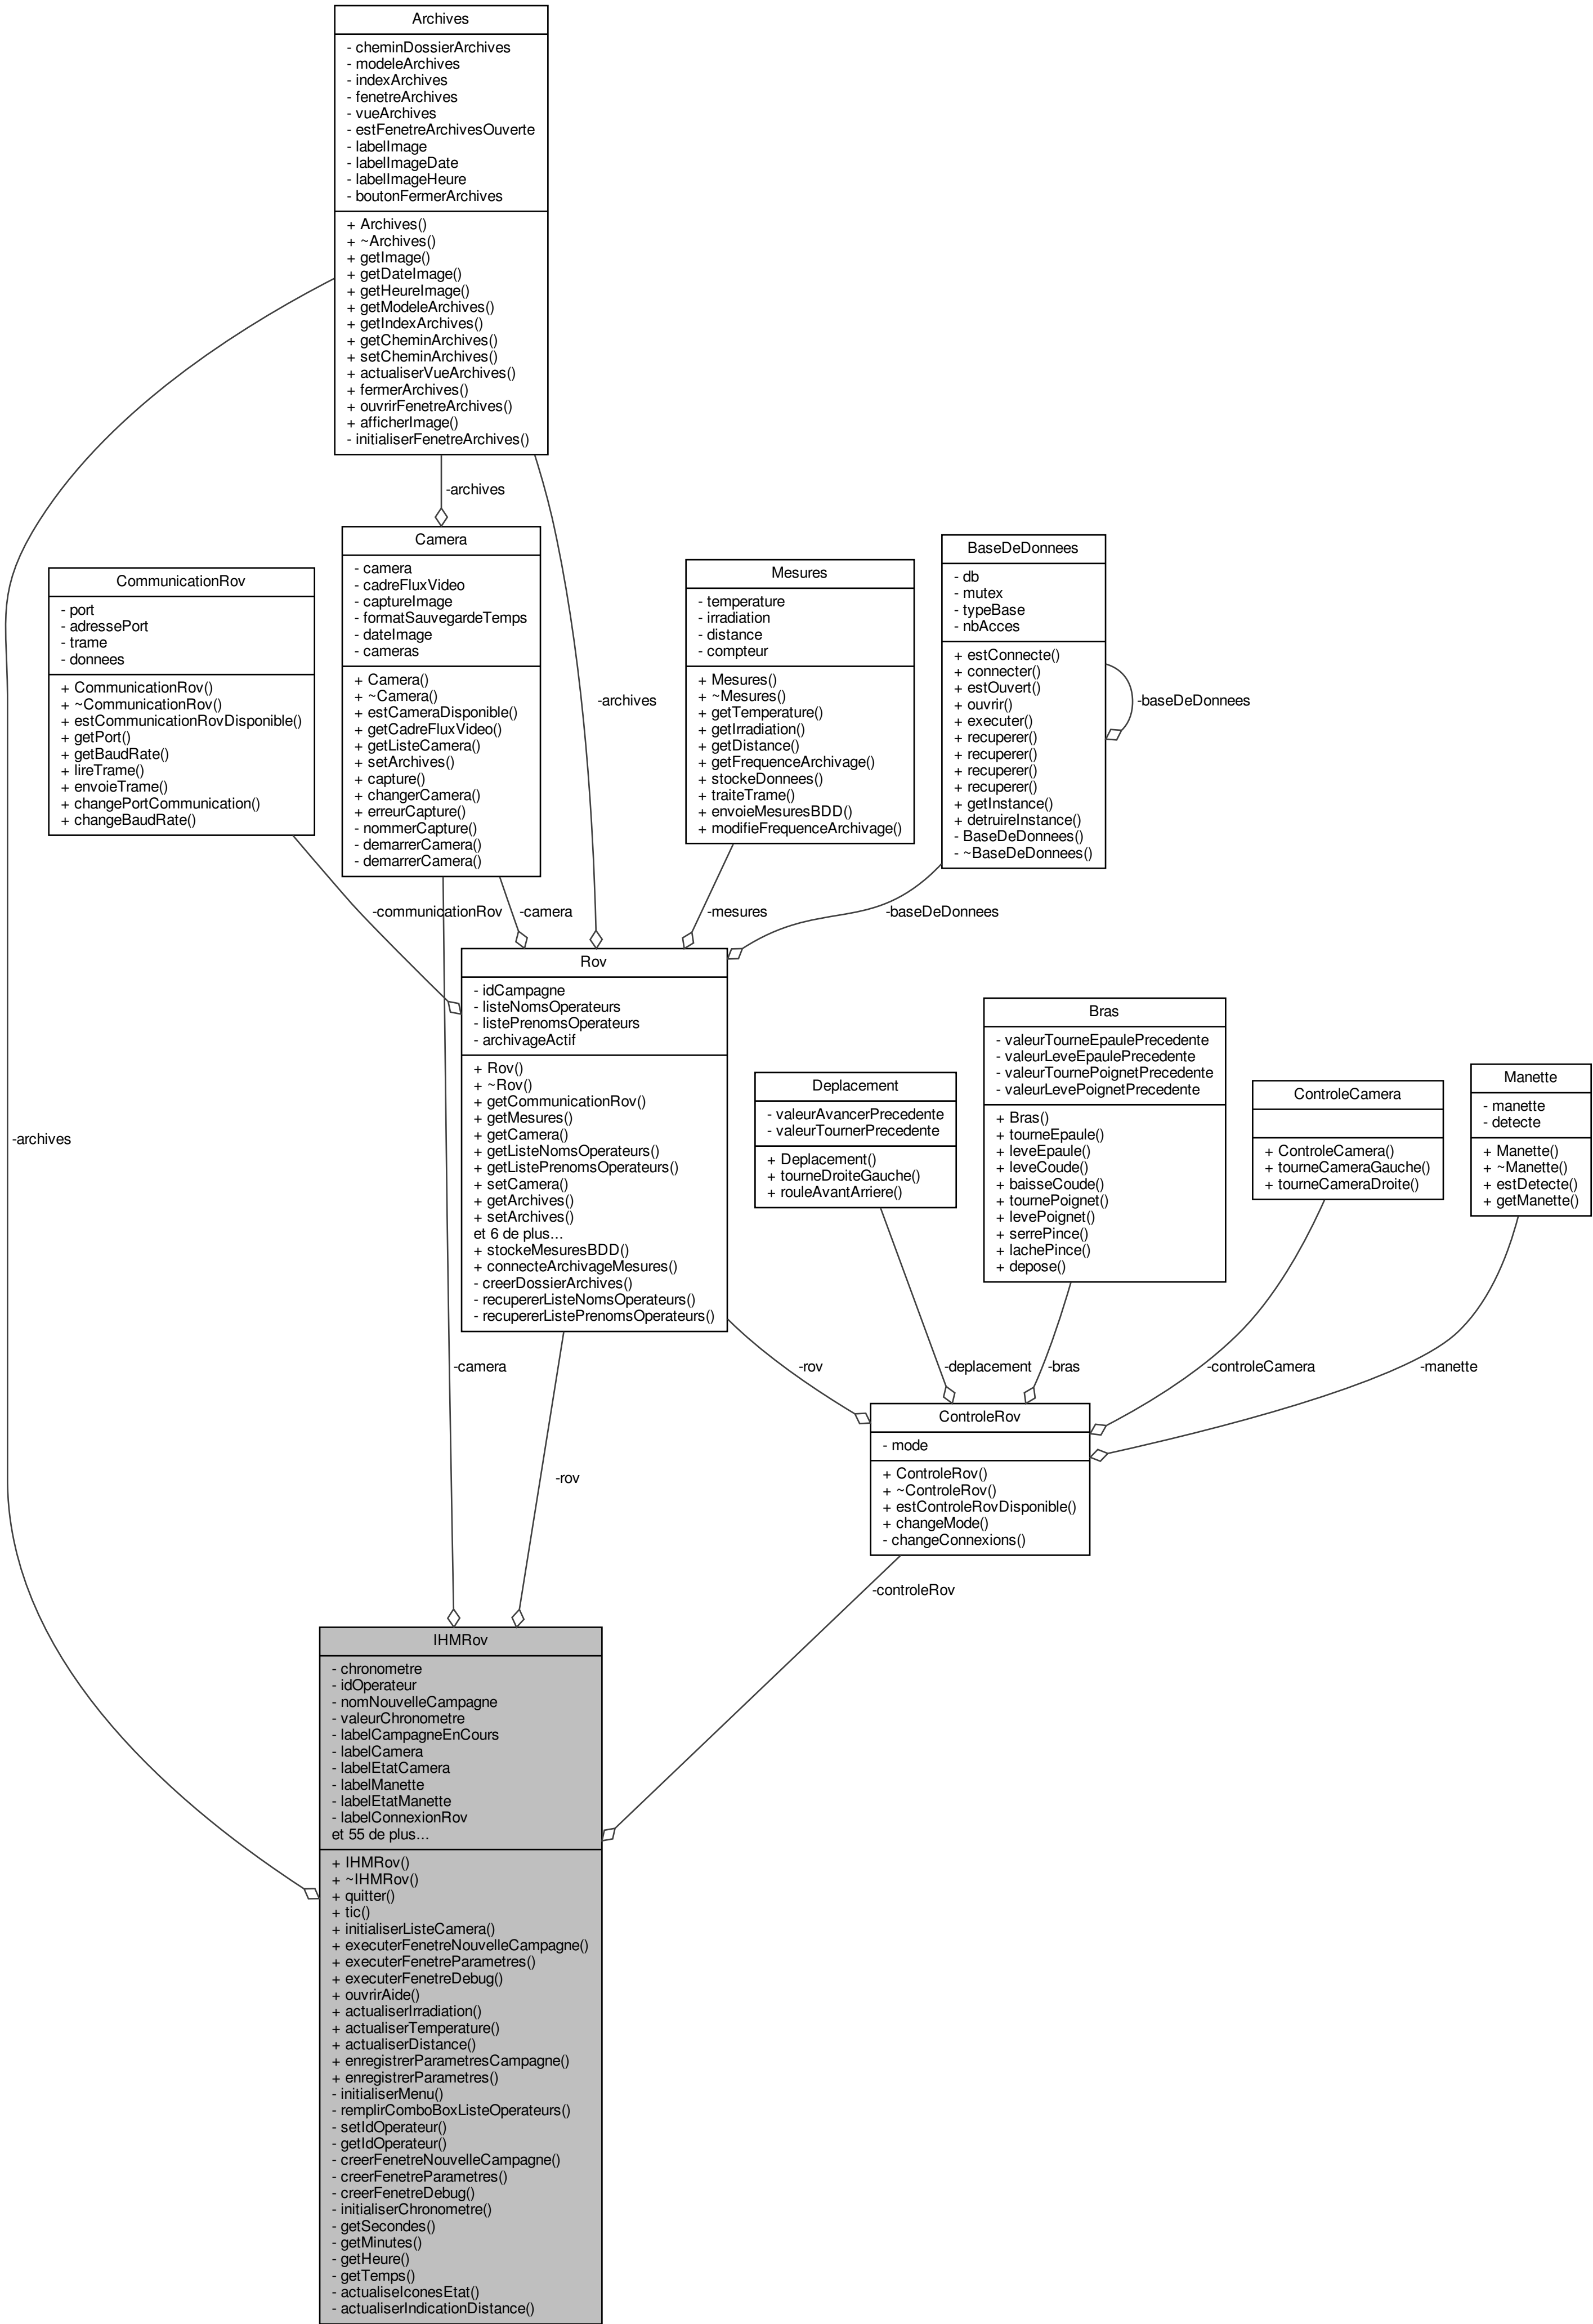 Archives
- cheminDossierArchives
- modeleArchives
- indexArchives
- fenetreArchives
- vueArchives
- estFenetreArchivesOuverte
- labelImage
- labelImageDate
- labelImageHeure
- boutonFermerArchives
+ Archives()
+ ~Archives()
+ getImage()
+ getDateImage()
+ getHeureImage()
+ getModeleArchives()
+ getIndexArchives()
+ getCheminArchives()
+ setCheminArchives()
+ actualiserVueArchives()
+ fermerArchives()
+ ouvrirFenetreArchives()
+ afficherImage()
- initialiserFenetreArchives()
-archives
CommunicationRov
- port
- adressePort
- trame
- donnees
+ CommunicationRov()
+ ~CommunicationRov()
+ estCommunicationRovDisponible()
+ getPort()
+ getBaudRate()
+ lireTrame()
+ envoieTrame()
+ changePortCommunication()
+ changeBaudRate()
Camera
- camera
- cadreFluxVideo
- captureImage
- formatSauvegardeTemps
- dateImage
- cameras
+ Camera()
+ ~Camera()
+ estCameraDisponible()
+ getCadreFluxVideo()
+ getListeCamera()
+ setArchives()
+ capture()
+ changerCamera()
+ erreurCapture()
- nommerCapture()
- demarrerCamera()
- demarrerCamera()
-archives
Mesures
- temperature
- irradiation
- distance
- compteur
+ Mesures()
+ ~Mesures()
+ getTemperature()
+ getIrradiation()
+ getDistance()
+ getFrequenceArchivage()
+ stockeDonnees()
+ traiteTrame()
+ envoieMesuresBDD()
+ modifieFrequenceArchivage()
BaseDeDonnees
- db
- mutex
- typeBase
- nbAcces
+ estConnecte()
+ connecter()
+ estOuvert()
+ ouvrir()
+ executer()
+ recuperer()
+ recuperer()
+ recuperer()
+ recuperer()
+ getInstance()
+ detruireInstance()
- BaseDeDonnees()
- ~BaseDeDonnees()
-baseDeDonnees
-communicationRov
-camera
-mesures
-baseDeDonnees
Rov
- idCampagne
- listeNomsOperateurs
- listePrenomsOperateurs
- archivageActif
+ Rov()
+ ~Rov()
+ getCommunicationRov()
+ getMesures()
+ getCamera()
+ getListeNomsOperateurs()
+ getListePrenomsOperateurs()
+ setCamera()
+ getArchives()
+ setArchives()
et 6 de plus...
+ stockeMesuresBDD()
+ connecteArchivageMesures()
- creerDossierArchives()
- recupererListeNomsOperateurs()
- recupererListePrenomsOperateurs()
Deplacement
- valeurAvancerPrecedente
- valeurTournerPrecedente
+ Deplacement()
+ tourneDroiteGauche()
+ rouleAvantArriere()
Bras
- valeurTourneEpaulePrecedente
- valeurLeveEpaulePrecedente
- valeurTournePoignetPrecedente
- valeurLevePoignetPrecedente
+ Bras()
+ tourneEpaule()
+ leveEpaule()
+ leveCoude()
+ baisseCoude()
+ tournePoignet()
+ levePoignet()
+ serrePince()
+ lachePince()
+ depose()
ControleCamera
+ ControleCamera()
+ tourneCameraGauche()
+ tourneCameraDroite()
Manette
- manette
- detecte
+ Manette()
+ ~Manette()
+ estDetecte()
+ getManette()
-archives
-camera
-rov
-deplacement
-bras
-controleCamera
-manette
-rov
ControleRov
- mode
+ ControleRov()
+ ~ControleRov()
+ estControleRovDisponible()
+ changeMode()
- changeConnexions()
-controleRov
IHMRov
- chronometre
- idOperateur
- nomNouvelleCampagne
- valeurChronometre
- labelCampagneEnCours
- labelCamera
- labelEtatCamera
- labelManette
- labelEtatManette
- labelConnexionRov
et 55 de plus...
+ IHMRov()
+ ~IHMRov()
+ quitter()
+ tic()
+ initialiserListeCamera()
+ executerFenetreNouvelleCampagne()
+ executerFenetreParametres()
+ executerFenetreDebug()
+ ouvrirAide()
+ actualiserIrradiation()
+ actualiserTemperature()
+ actualiserDistance()
+ enregistrerParametresCampagne()
+ enregistrerParametres()
- initialiserMenu()
- remplirComboBoxListeOperateurs()
- setIdOperateur()
- getIdOperateur()
- creerFenetreNouvelleCampagne()
- creerFenetreParametres()
- creerFenetreDebug()
- initialiserChronometre()
- getSecondes()
- getMinutes()
- getHeure()
- getTemps()
- actualiseIconesEtat()
- actualiserIndicationDistance()